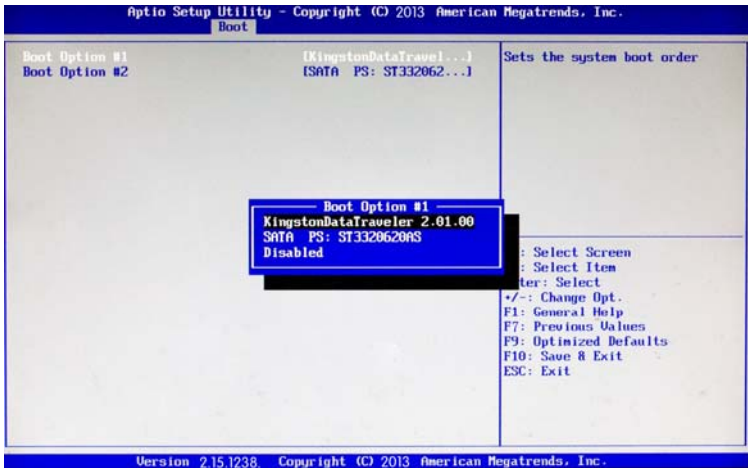 Aptio Setup Utility - Copyright (C) 2013 American Megatrends, Inc.
Boot
Boot Option #1 [KingstonDataTravel...]
Boot Option #2 [SATA PS: ST332062...]
Sets the system boot order
Boot Option #1
KingstonDataTraveler 2.01.00
SATA PS: ST3320620AS
Disabled
: Select Screen
: Select Item
ter: Select
+/-: Change Opt.
F1: General Help
F7: Previous Values
F9: Optimized Defaults
F10: Save & Exit
ESC: Exit
Version 2.15.1238. Copyright (C) 2013 American Megatrends, Inc.